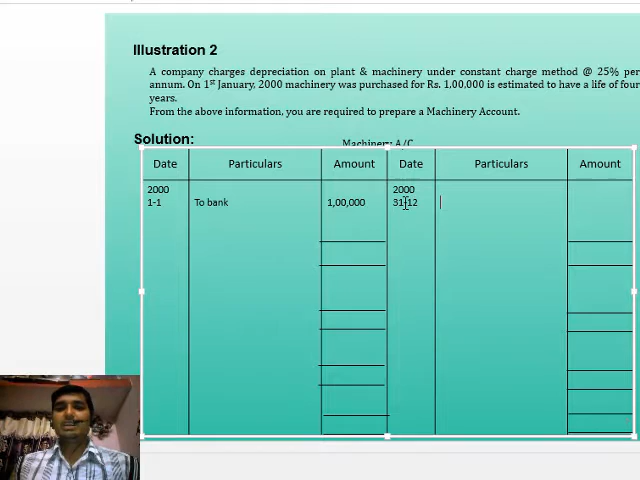 Illustration 2
A company charges depreciation on plant & machinery under constant charge method @ 25% per
annum. On 1st January, 2000 machinery was purchased for Rs. 1,00,000 is estimated to have a life of four
years.
From the above information, you are required to prepare a Machinery Account.
Solution:
Machinery A/C
Date Particulars Amount Date Particulars Amount
2000 2000
1-1 To bank 1,00,000 31-12